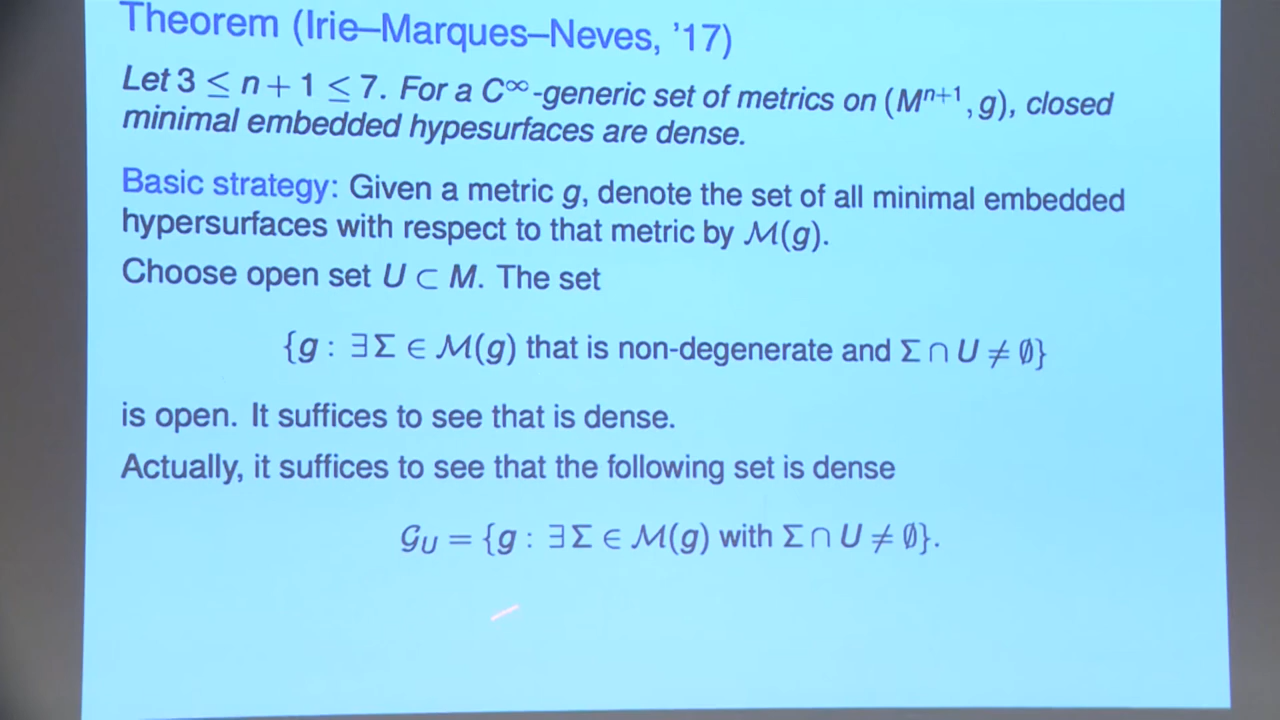 Theorem (Irie–Marques–Neves, '17)
Let 3 ≤ n + 1 ≤ 7. For a C∞-generic set of metrics on (Mⁿ⁺¹, g), closed
minimal embedded hypesurfaces are dense.
Basic strategy: Given a metric g, denote the set of all minimal embedded
hypersurfaces with respect to that metric by ℳ(g).
Choose open set U ⊂ M. The set
{g : ∃Σ ∈ ℳ(g) that is non-degenerate and Σ ∩ U ≠ ∅}
is open. It suffices to see that is dense.
Actually, it suffices to see that the following set is dense
𝒢_U = {g : ∃Σ ∈ ℳ(g) with Σ ∩ U ≠ ∅}.